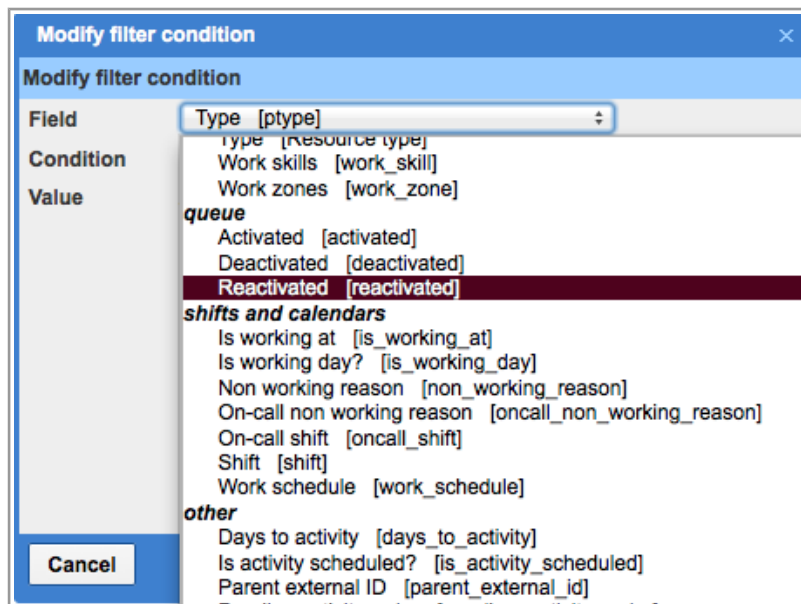 Modify filter condition ×
Modify filter condition
Field Type [ptype]
Type [Resource type]
Condition Work skills [work_skill]
Value Work zones [work_zone]
queue
Activated [activated]
Deactivated [deactivated]
Reactivated [reactivated]
shifts and calendars
Is working at [is_working_at]
Is working day? [is_working_day]
Non working reason [non_working_reason]
On-call non working reason [oncall_non_working_reason]
On-call shift [oncall_shift]
Shift [shift]
Work schedule [work_schedule]
other
Days to activity [days_to_activity]
Cancel Is activity scheduled? [is_activity_scheduled]
Parent external ID [parent_external_id]